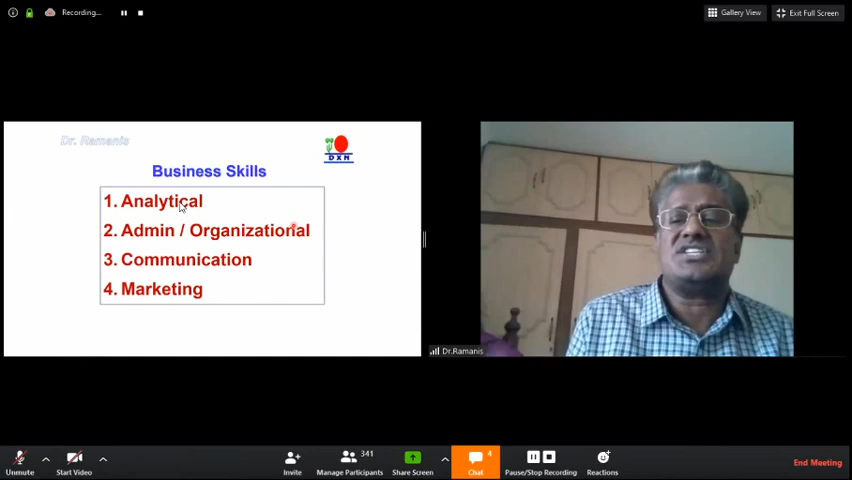 Recording...
Gallery View
Exit Full Screen
Dr. Ramanis
DXN
Business Skills
1. Analytical
2. Admin / Organizational
3. Communication
4. Marketing
Dr.Ramanis
Unmute
Start Video
Invite
341
Manage Participants
Share Screen
4
Chat
Pause/Stop Recording
Reactions
End Meeting